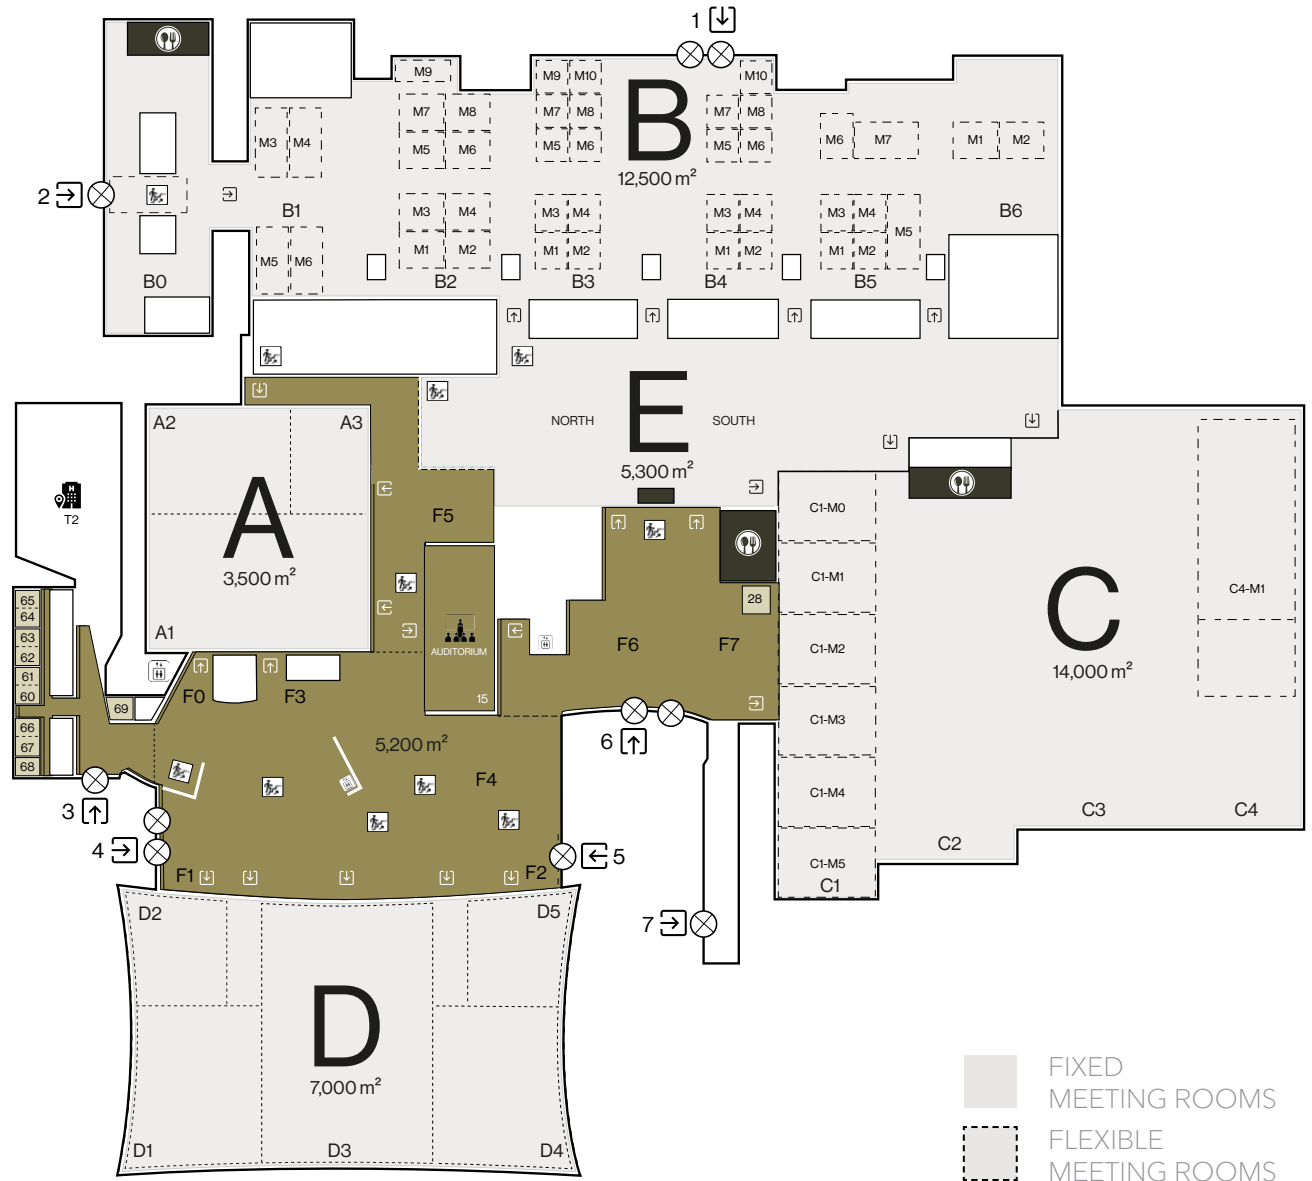 1
M9
M9 M10
M10
B
12,500 m²
M7 M8
M7 M8
M7 M8
M3 M4
M5 M6
M5 M6
M5 M6
M6 M7
M1 M2
2
B1
M3 M4
M3 M4
M3 M4
M3 M4
M5
B6
M1 M2
M1 M2
M1 M2
M1 M2
M5 M6
B0
B2
B3
B4
B5
E
NORTH
SOUTH
5,300 m²
A2
A3
A
3,500 m²
A1
T2
H
F5
C1-M0
C1-M1
C1-M2
C1-M3
C1-M4
C1-M5
C1
C
14,000 m²
C4-M1
C2
C3
C4
65
64
63
62
61
60
66
67
68
69
28
AUDITORIUM
15
F6
F7
F0
F3
5,200 m²
F4
6
3
4
5
F1
F2
7
D2
D5
D
7,000 m²
D1
D3
D4
FIXED
MEETING ROOMS
FLEXIBLE
MEETING ROOMS